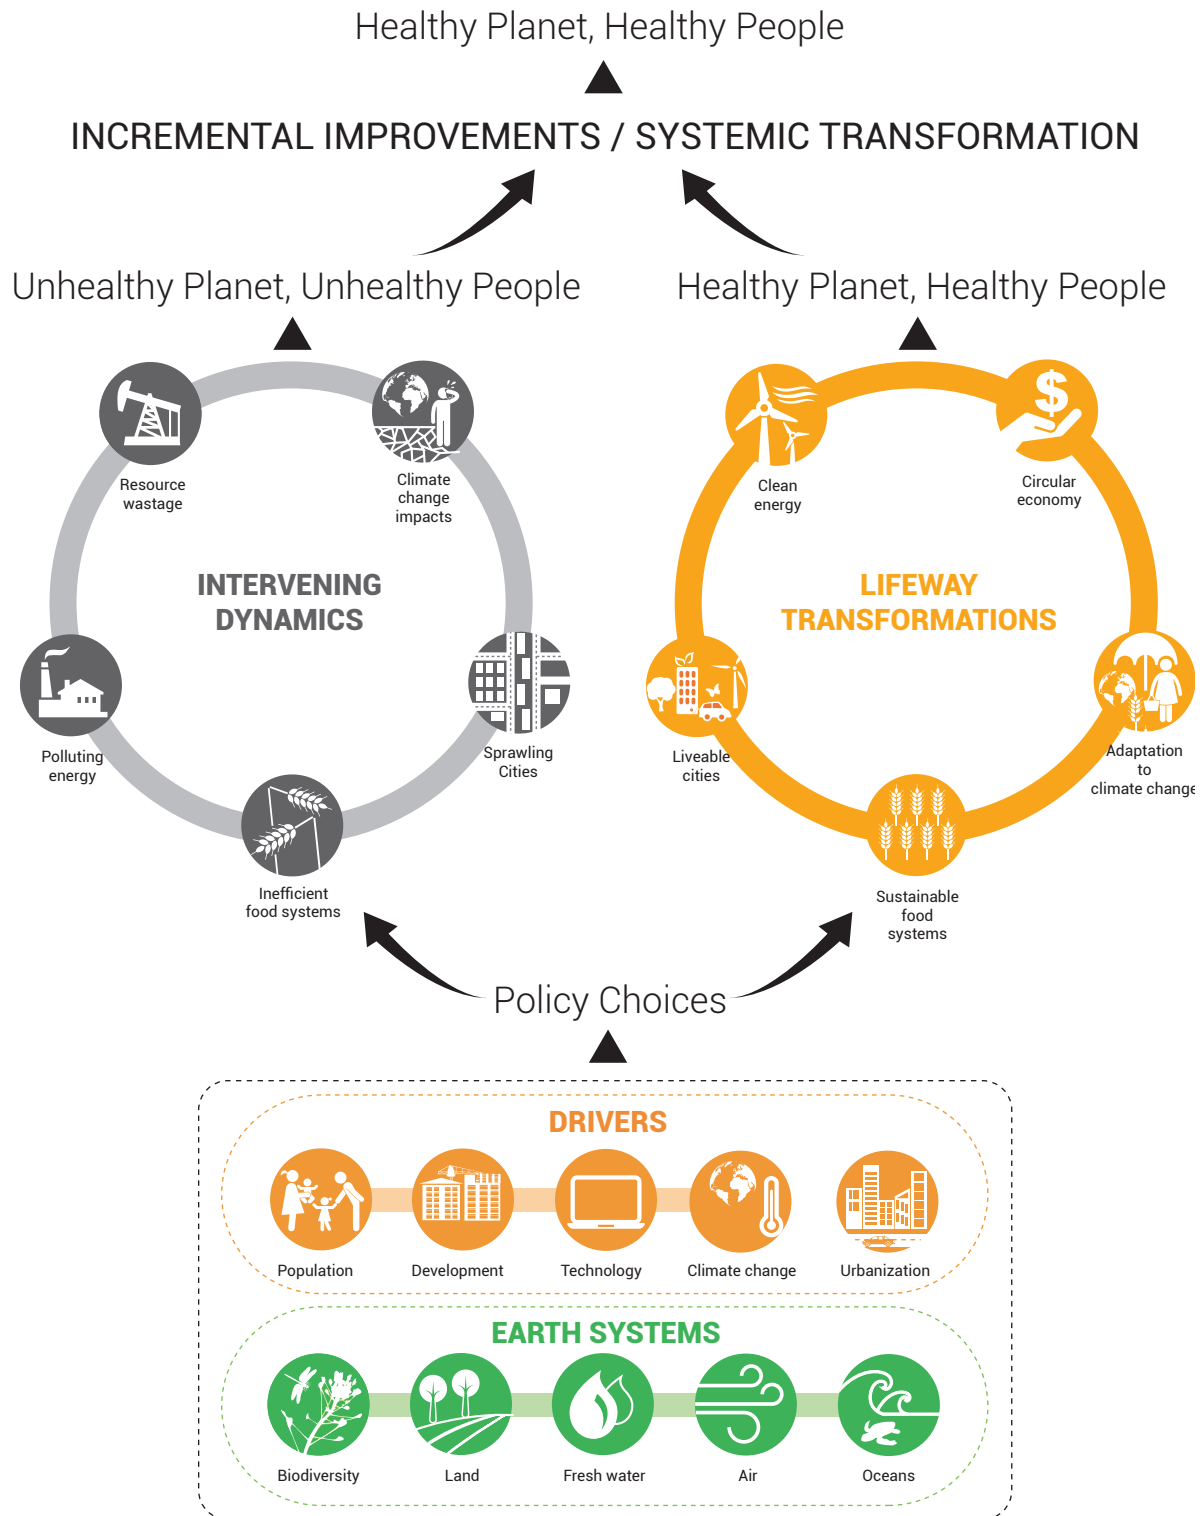 Healthy Planet, Healthy People
INCREMENTAL IMPROVEMENTS / SYSTEMIC TRANSFORMATION
Unhealthy Planet, Unhealthy People
Healthy Planet, Healthy People
Resource
wastage
Climate
change
impacts
INTERVENING
DYNAMICS
Polluting
energy
Sprawling
Cities
Inefficient
food systems
$
Clean
energy
Circular
economy
LIFEWAY
TRANSFORMATIONS
Liveable
cities
Adaptation
to
climate change
Sustainable
food
systems
Policy Choices
DRIVERS
Population
Development
Technology
Climate change
Urbanization
EARTH SYSTEMS
Biodiversity
Land
Fresh water
Air
Oceans